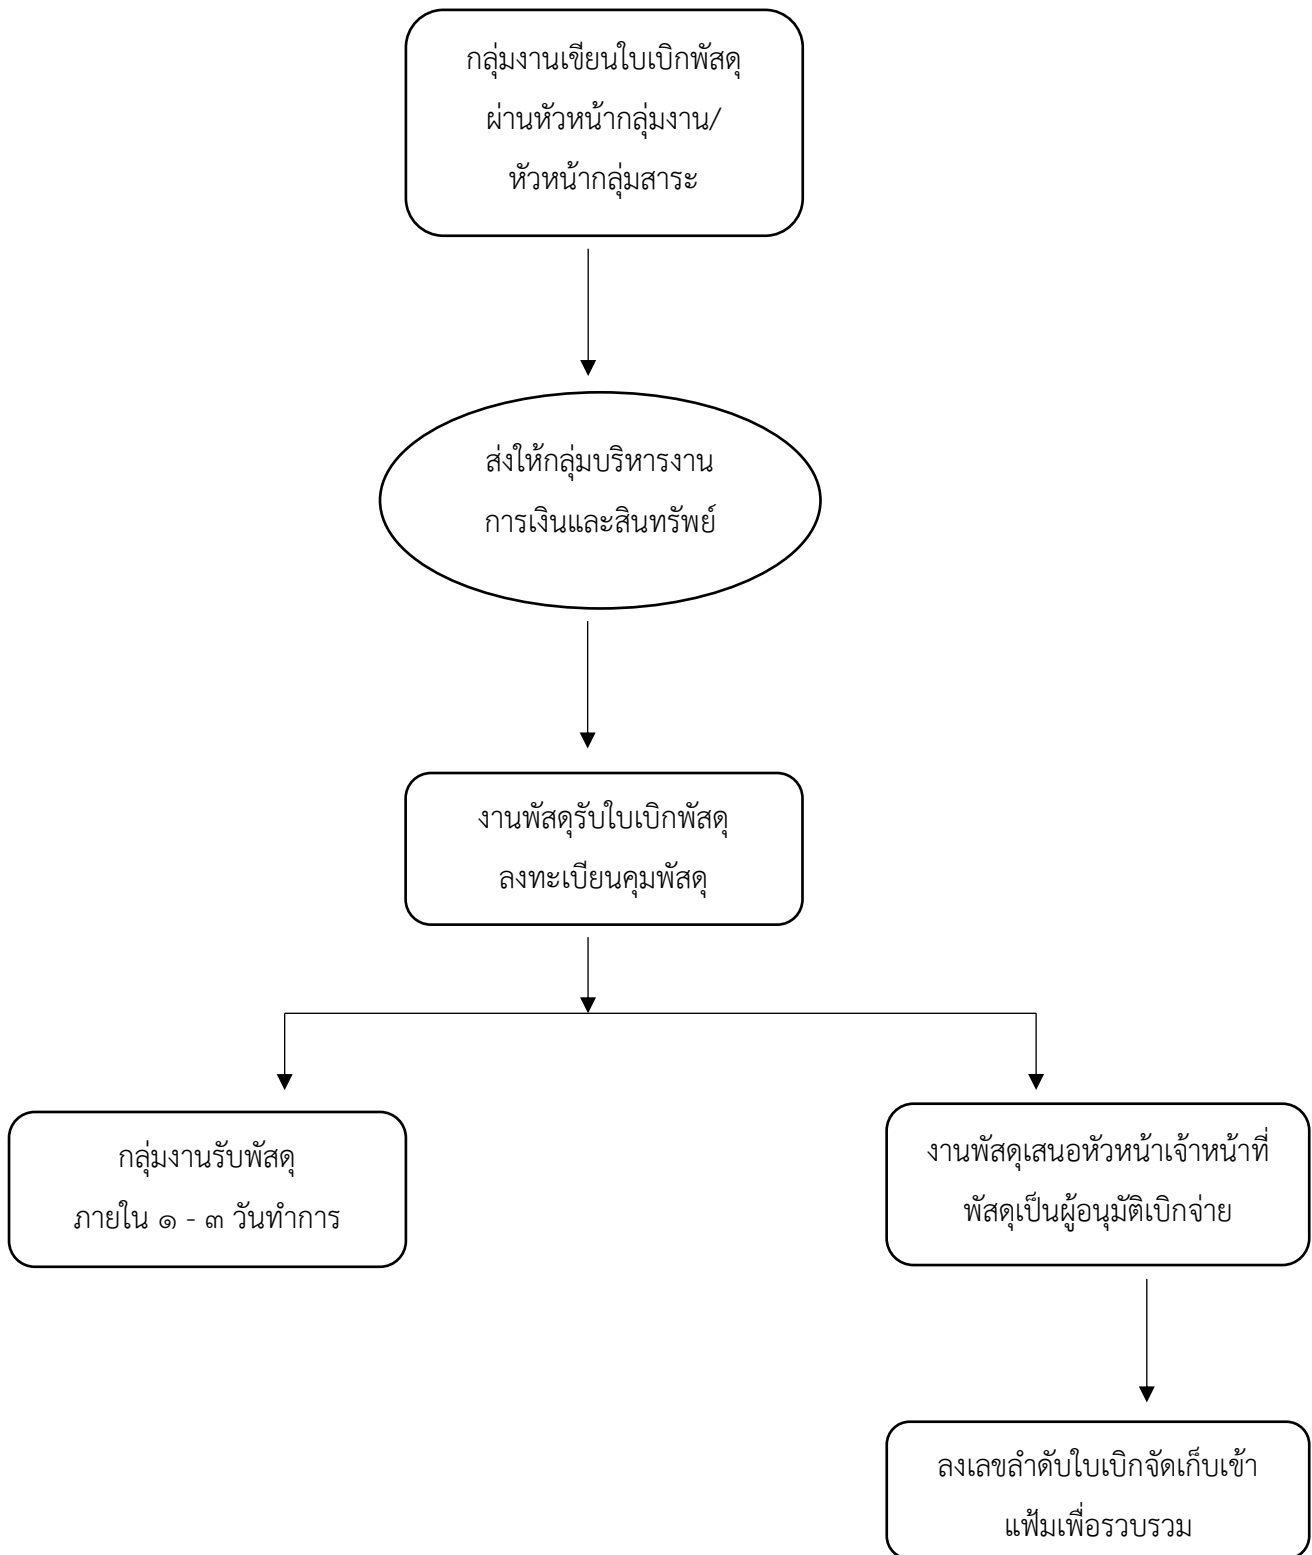 กลุ่มงานเขียนใบเบิกพัสดุ
ผ่านหัวหน้ากลุ่มงาน/
หัวหน้ากลุ่มสาระ
ส่งให้กลุ่มบริหารงาน
การเงินและสินทรัพย์
งานพัสดุรับใบเบิกพัสดุ
ลงทะเบียนคุมพัสดุ
กลุ่มงานรับพัสดุ
ภายใน ๑ - ๓ วันทำการ
งานพัสดุเสนอหัวหน้าเจ้าหน้าที่
พัสดุเป็นผู้อนุมัติเบิกจ่าย
ลงเลขลำดับใบเบิกจัดเก็บเข้า
แฟ้มเพื่อรวบรวม